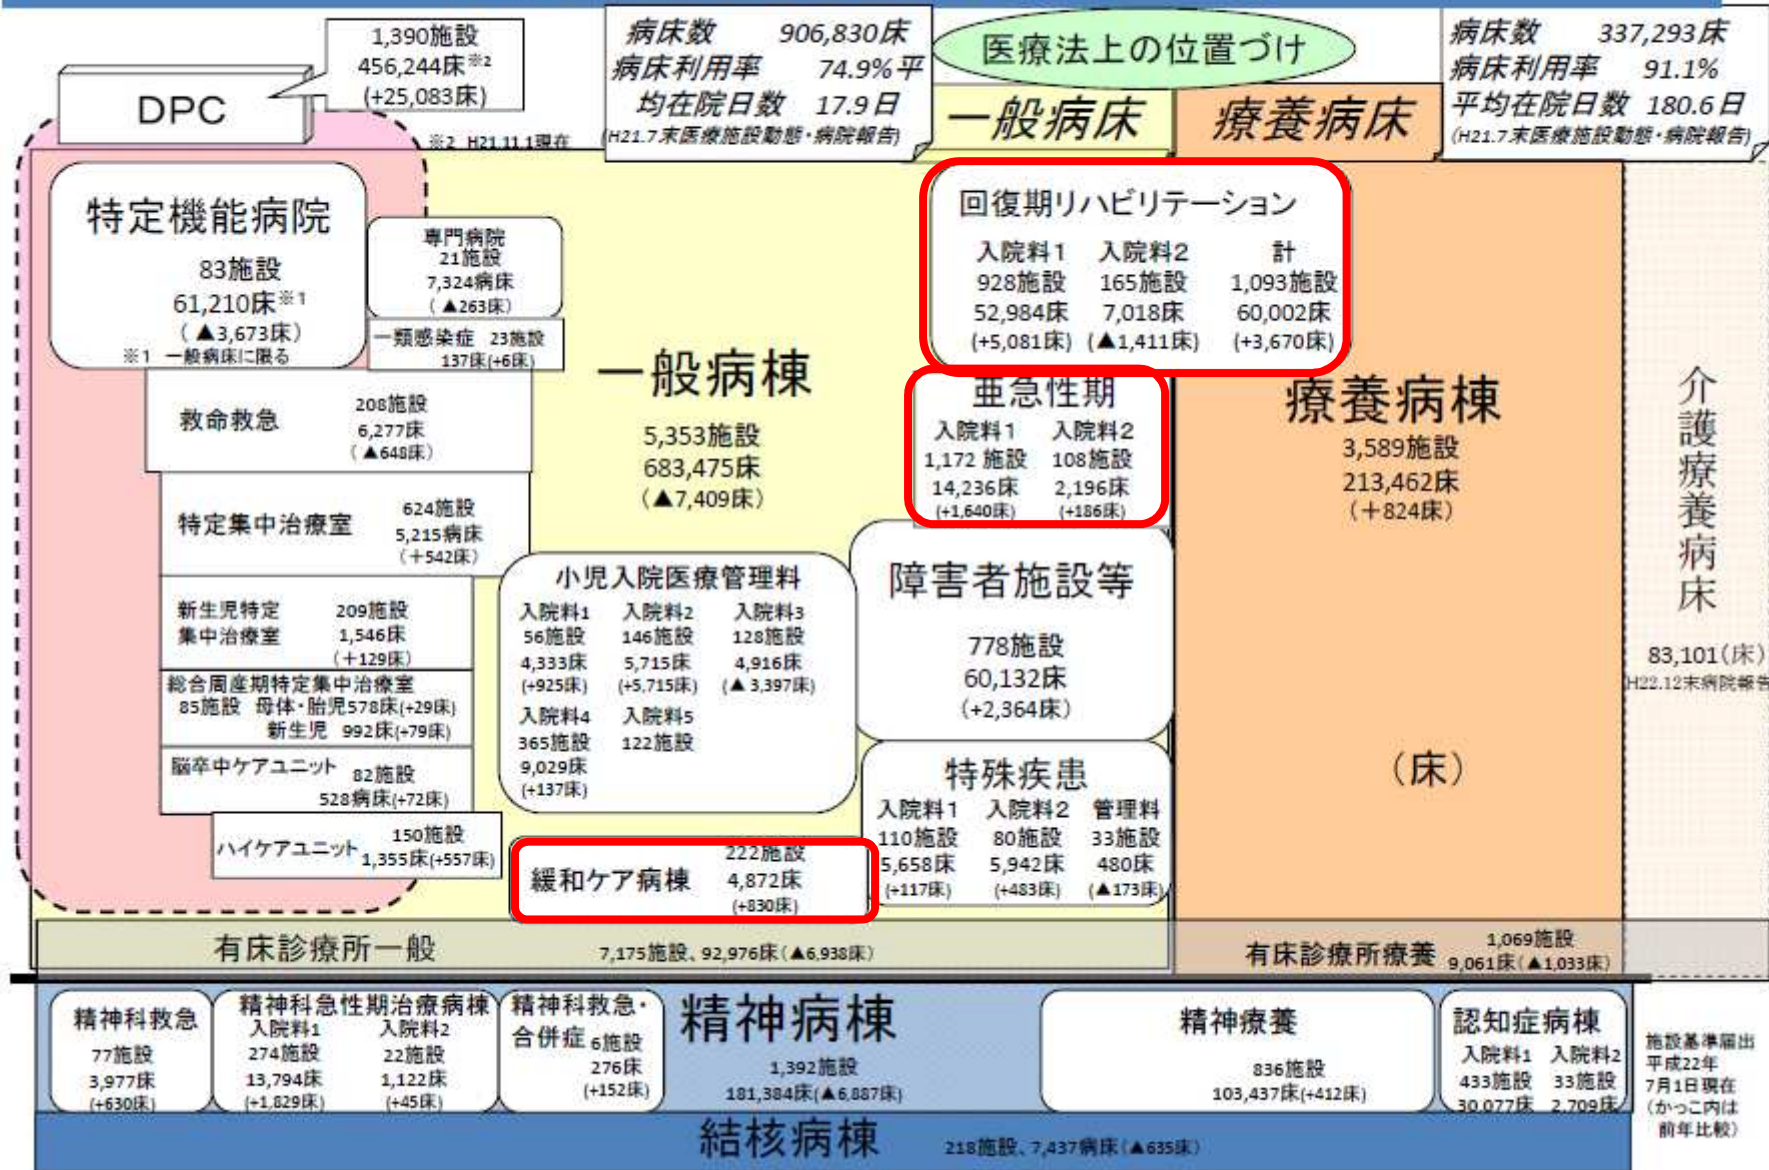 1,390施設
456,244床※2
(+25,083床)
DPC
※2 H21.11.1現在
病床数 906,830床
病床利用率 74.9%平
均在院日数 17.9日
(H21.7末医療施設動態・病院報告)
医療法上の位置づけ
一般病床
療養病床
病床数 337,293床
病床利用率 91.1%
平均在院日数 180.6日
(H21.7末医療施設動態・病院報告)
特定機能病院
83施設
61,210床※1
(▲3,673床)
※1 一般病床に限る
専門病院
21施設
7,324病床
(▲263床)
一類感染症 23施設
137床(+6床)
救命救急
208施設
6,277床
(▲648床)
特定集中治療室
624施設
5,215病床
(+542床)
新生児特定
集中治療室
209施設
1,546床
(+129床)
総合周産期特定集中治療室
85施設 母体・胎児578床(+29床)
新生児 992床(+79床)
脳卒中ケアユニット 82施設
528病床(+72床)
ハイケアユニット 150施設
1,355床(+557床)
一般病棟
5,353施設
683,475床
(▲7,409床)
小児入院医療管理料
入院料1 入院料2 入院料3
56施設 146施設 128施設
4,333床 5,715床 4,916床
(+925床) (+5,715床) (▲3,397床)
入院料4 入院料5
365施設 122施設
9,029床
(+137床)
緩和ケア病棟
222施設
4,872床
(+830床)
回復期リハビリテーション
入院料1 入院料2 計
928施設 165施設 1,093施設
52,984床 7,018床 60,002床
(+5,081床) (▲1,411床) (+3,670床)
亜急性期
入院料1 入院料2
1,172 施設 108施設
14,236床 2,196床
(+1,640床) (+186床)
障害者施設等
778施設
60,132床
(+2,364床)
特殊疾患
入院料1 入院料2 管理料
110施設 80施設 33施設
5,658床 5,942床 480床
(+117床) (+483床) (▲173床)
療養病棟
3,589施設
213,462床
(+824床)
(床)
介護療養病床
83,101(床)
H22.12末病院報告
有床診療所一般
7,175施設、92,976床(▲6,938床)
有床診療所療養
1,069施設
9,061床(▲1,033床)
精神科救急
77施設
3,977床
(+630床)
精神科急性期治療病棟
入院料1 入院料2
274施設 22施設
13,794床 1,122床
(+1,829床) (+45床)
精神科救急・
合併症 6施設
276床
(+152床)
精神病棟
1,392施設
181,384床(▲6,887床)
精神療養
836施設
103,437床(+412床)
認知症病棟
入院料1 入院料2
433施設 33施設
30,077床 2,709床
施設基準届出
平成22年
7月1日現在
(かっこ内は
前年比較)
結核病棟
218施設、7,437病床(▲635床)